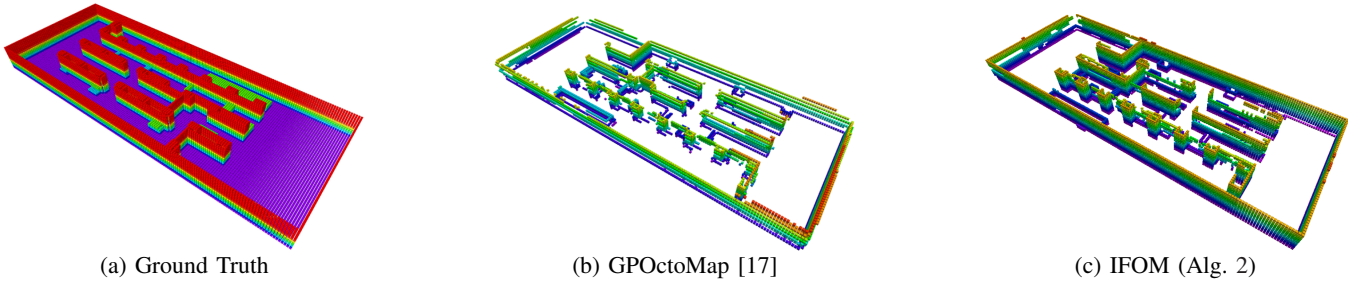 (a) Ground Truth
(b) GPOctoMap [17]
(c) IFOM (Alg. 2)